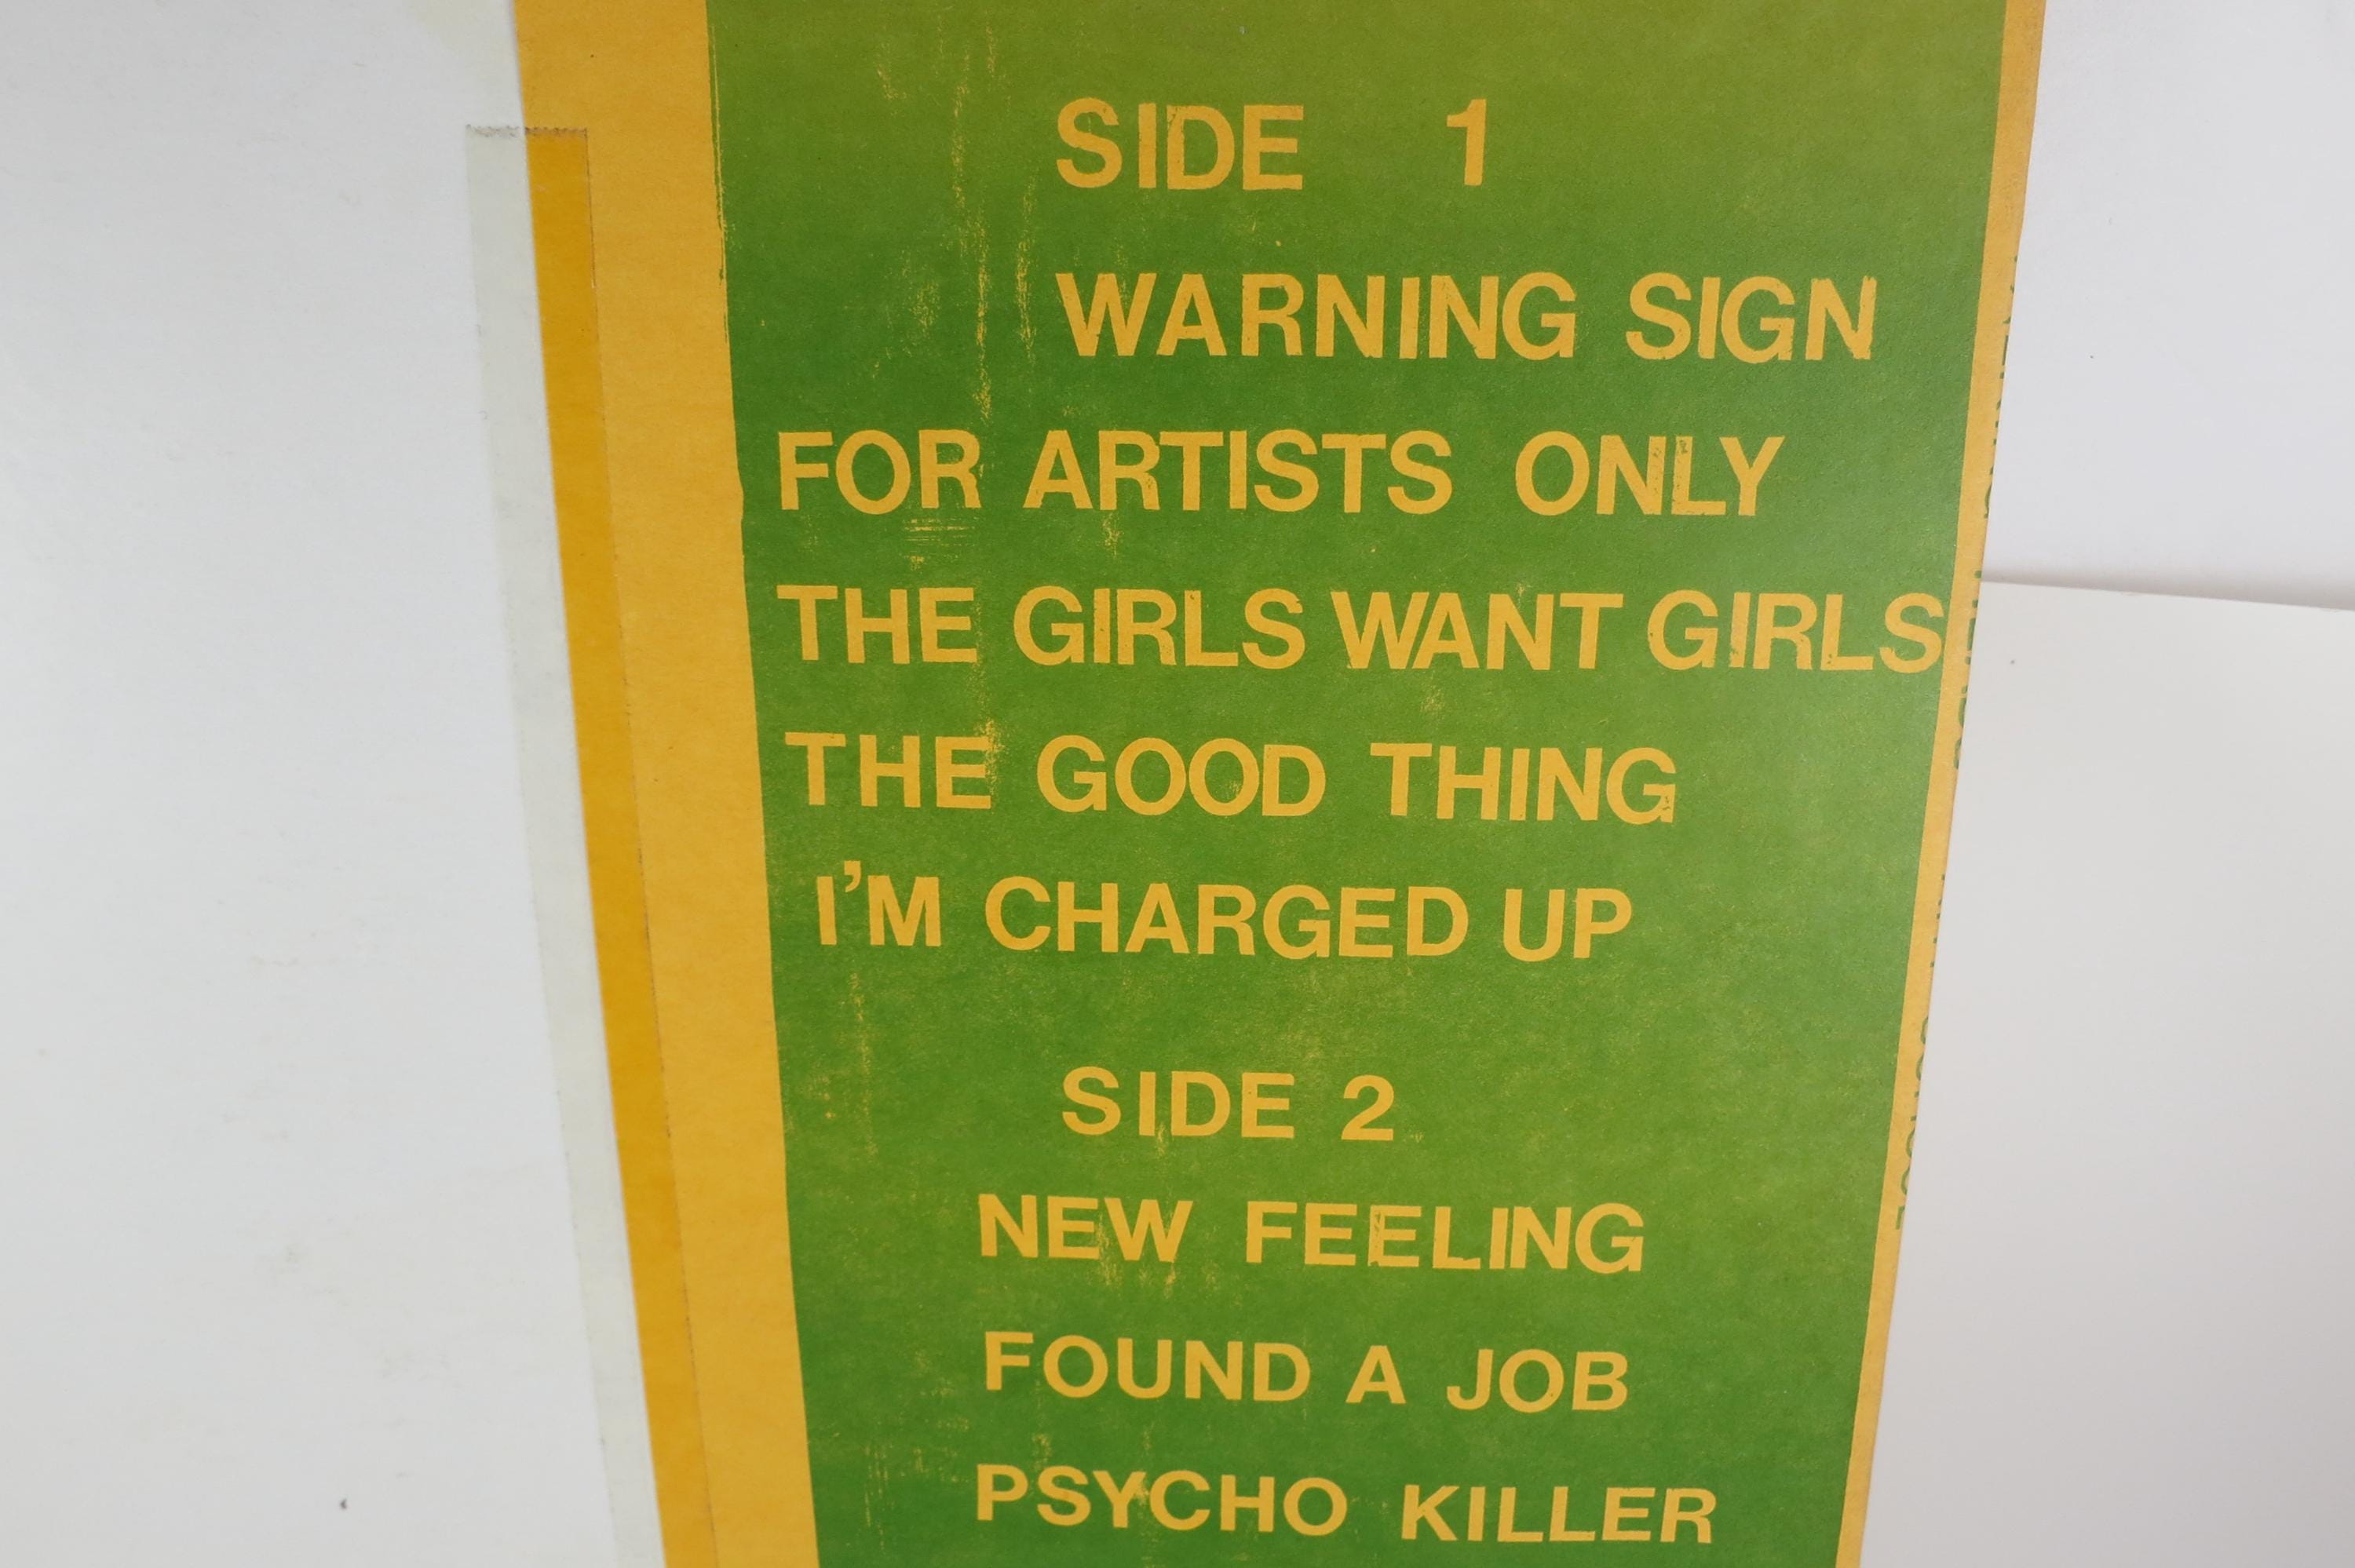 SIDE 1
WARNING SIGN
FOR ARTISTS ONLY
THE GIRLS WANT GIRLS
THE GOOD THING
I'M CHARGED UP
SIDE 2
NEW FEELING
FOUND A JOB
PSYCHO KILLER